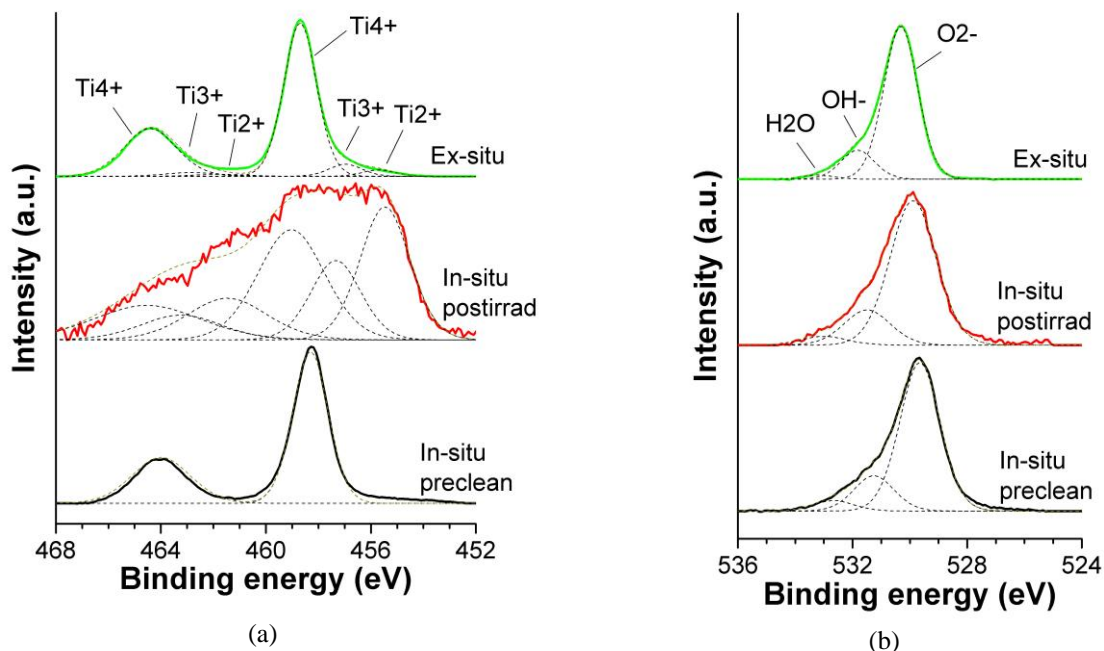 Intensity (a.u.)
Ti4+
Ti4+
Ti3+
Ti2+
Ti3+
Ti2+
Ex-situ
In-situ
postirrad
In-situ
preclean
468 464 460 456 452
Binding energy (eV)
(a)
Intensity (a.u.)
O2-
OH-
H2O
Ex-situ
In-situ
postirrad
In-situ
preclean
536 532 528 524
Binding energy (eV)
(b)